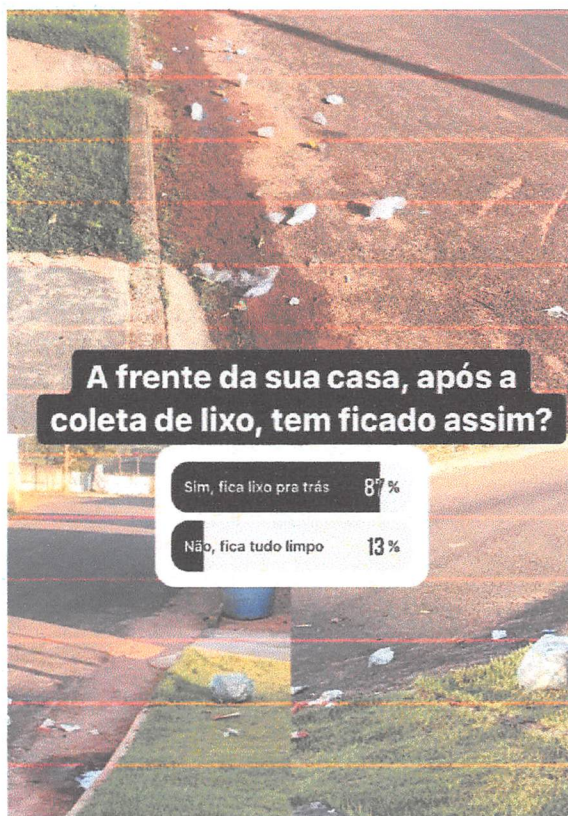 A frente da sua casa, após a
coleta de lixo, tem ficado assim?
Sim, fica lixo pra trás 87%
Não, fica tudo limpo 13%